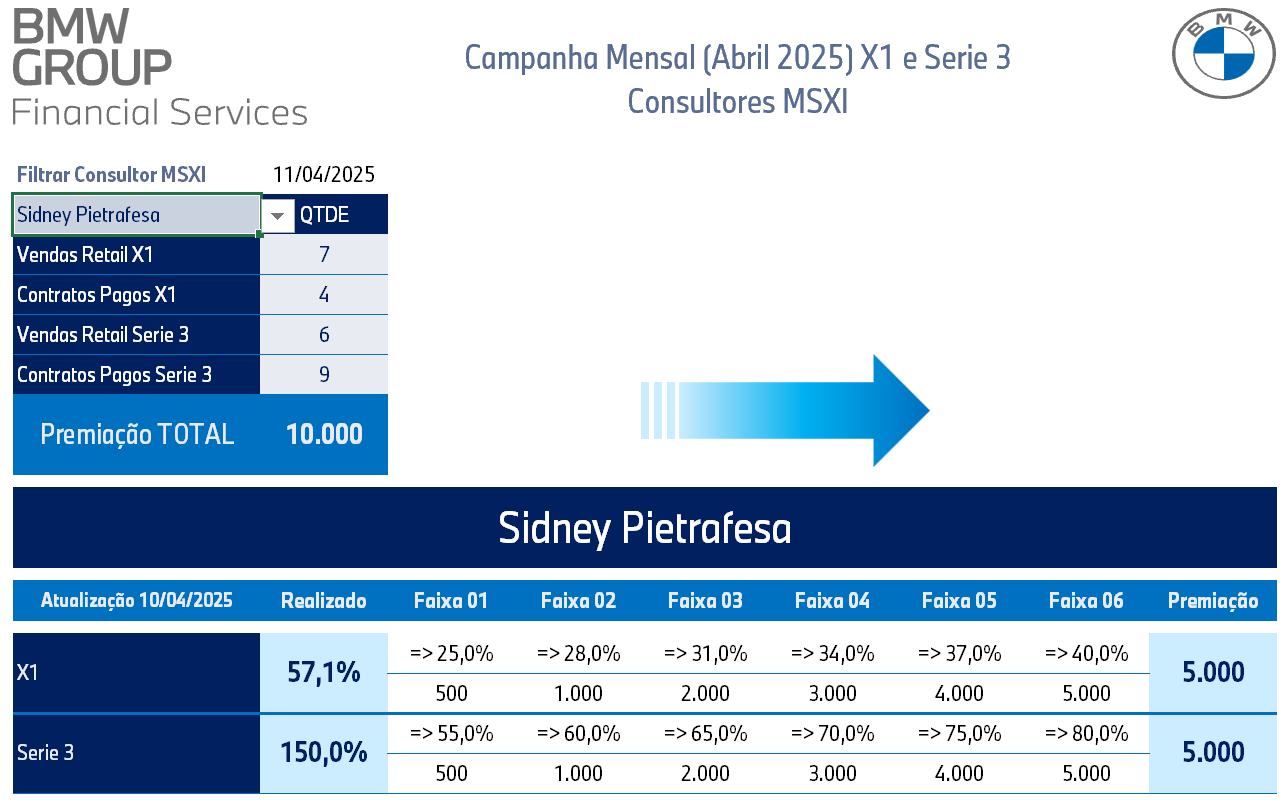 BMW
GROUP
Financial Services
Campanha Mensal (Abril 2025) X1 e Serie 3
Consultores MSXI
BMW
Filtrar Consultor MSXI 11/04/2025
Sidney Pietrafesa QTDE
Vendas Retail X1 7
Contratos Pagos X1 4
Vendas Retail Serie 3 6
Contratos Pagos Serie 3 9
Premiação TOTAL 10.000
Sidney Pietrafesa
Atualização 10/04/2025 Realizado Faixa 01 Faixa 02 Faixa 03 Faixa 04 Faixa 05 Faixa 06 Premiação
X1 57,1% => 25,0% => 28,0% => 31,0% => 34,0% => 37,0% => 40,0% 5.000
500 1.000 2.000 3.000 4.000 5.000
Serie 3 150,0% => 55,0% => 60,0% => 65,0% => 70,0% => 75,0% => 80,0% 5.000
500 1.000 2.000 3.000 4.000 5.000